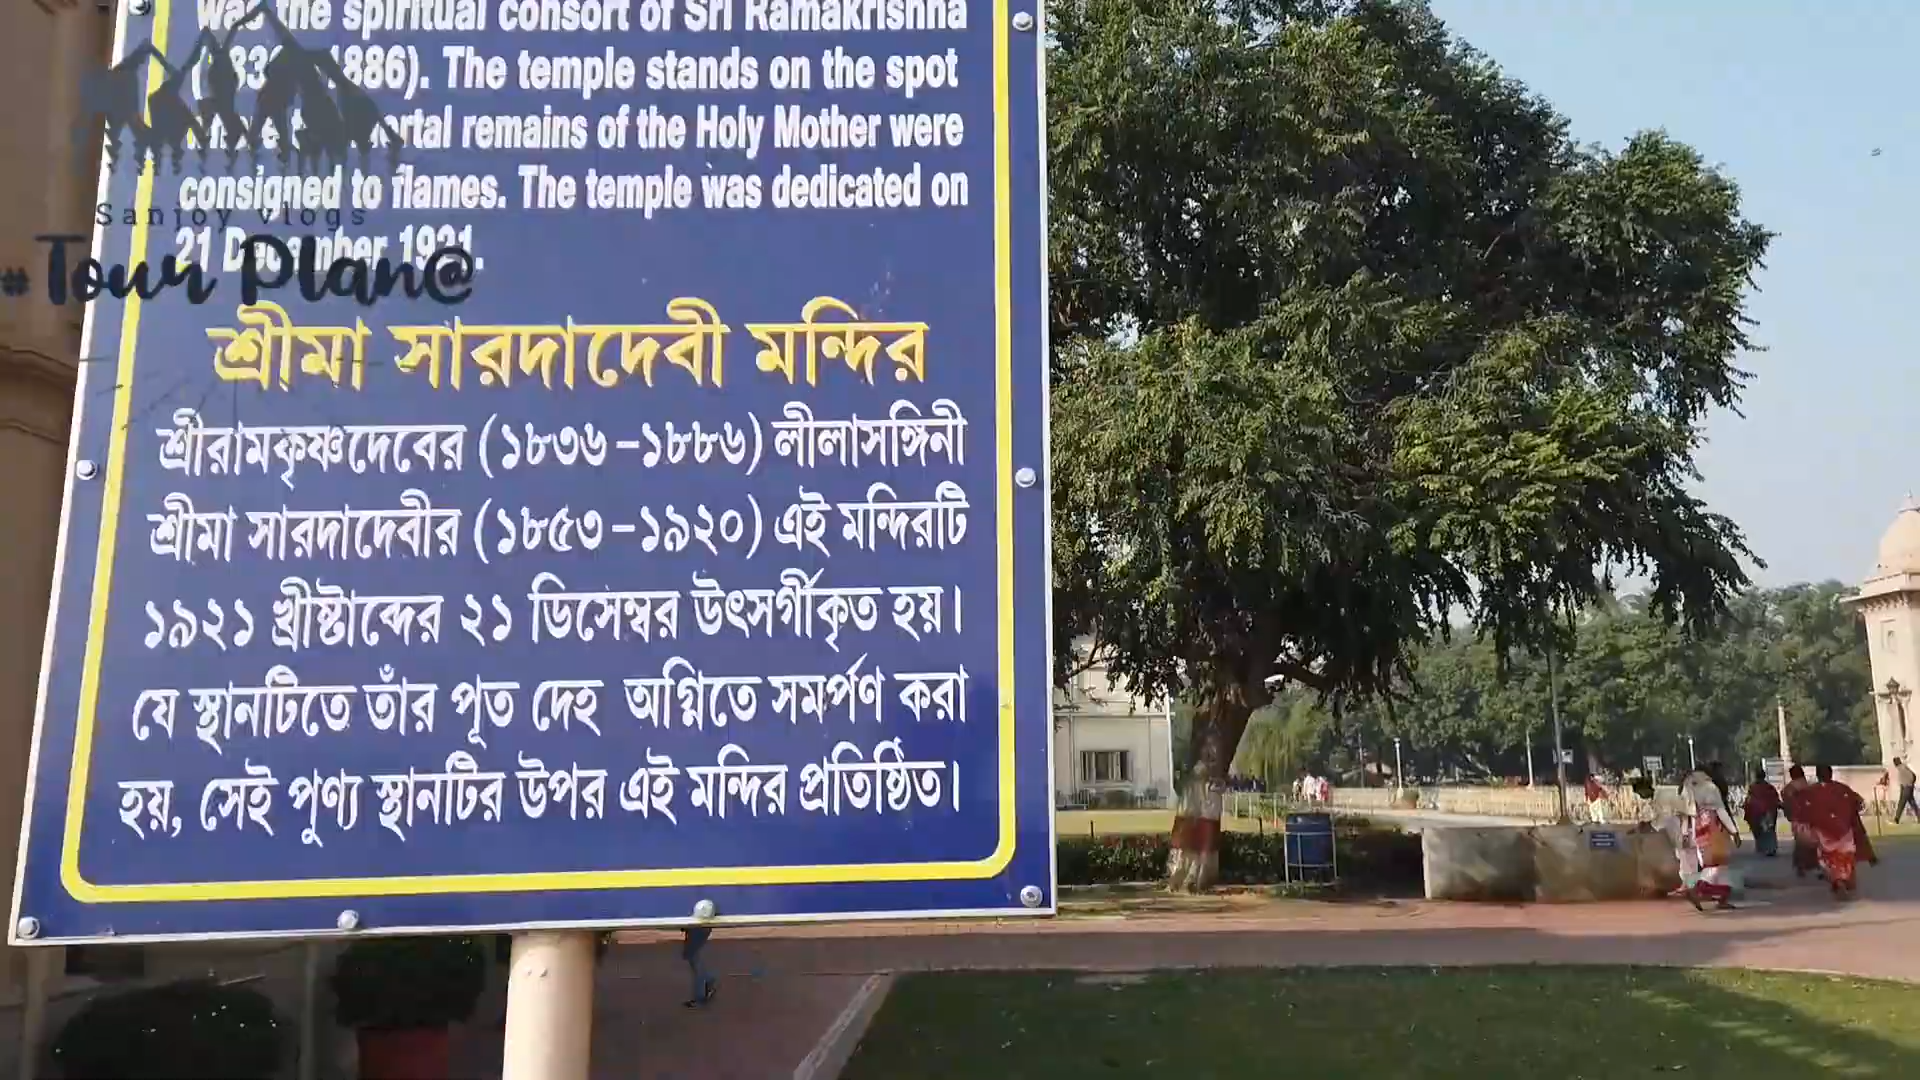 was the spiritual consort of Sri Ramakrishna
1886). The temple stands on the spot
remains of the Holy Mother were
consigned to flames. The temple was dedicated on
21 December 1921.
Sanjoy vlogs
#Tour Plan@
শ্রীমা সারদাদেবী মন্দির
শ্রীরামকৃষ্ণদেবের (১৮৩৬-১৮৮৬) লীলাসঙ্গিনী
শ্রীমা সারদাদেবীর (১৮৫৩-১৯২০) এই মন্দিরটি
১৯২১ খ্রীষ্টাব্দের ২১ ডিসেম্বর উৎসর্গীকৃত হয়।
যে স্থানটিতে তাঁর পূত দেহ অগ্নিতে সমর্পণ করা
হয়, সেই পুণ্য স্থানটির উপর এই মন্দির প্রতিষ্ঠিত।